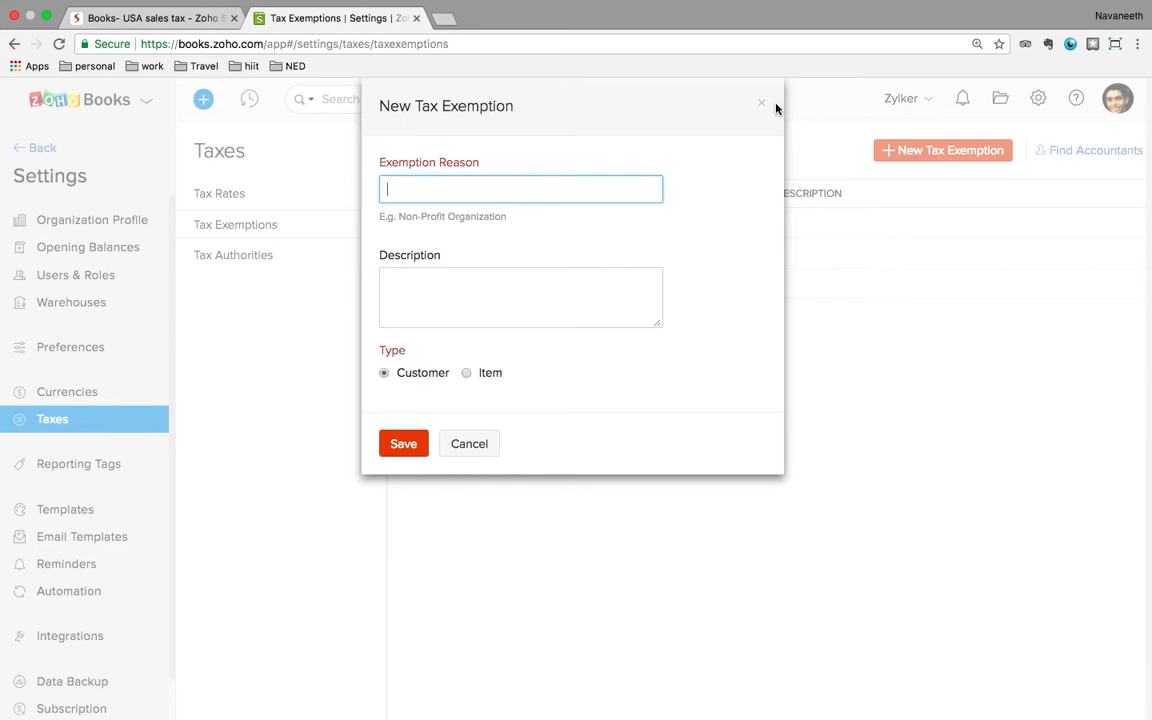 Books- USA sales tax - Zoho S
Tax Exemptions | Settings | Zo
Navaneeth
Secure
https://books.zoho.com/app#/settings/taxes/taxexemptions
Apps
personal
work
Travel
hiit
NED
ZOHO Books
Search
Zylker
New Tax Exemption
Back
Settings
Taxes
+ New Tax Exemption
Find Accountants
Organization Profile
Opening Balances
Users & Roles
Warehouses
Preferences
Currencies
Taxes
Reporting Tags
Templates
Email Templates
Reminders
Automation
Integrations
Data Backup
Subscription
Tax Rates
Tax Exemptions
Tax Authorities
ESCRIPTION
Exemption Reason
E.g. Non-Profit Organization
Description
Type
Customer
Item
Save
Cancel